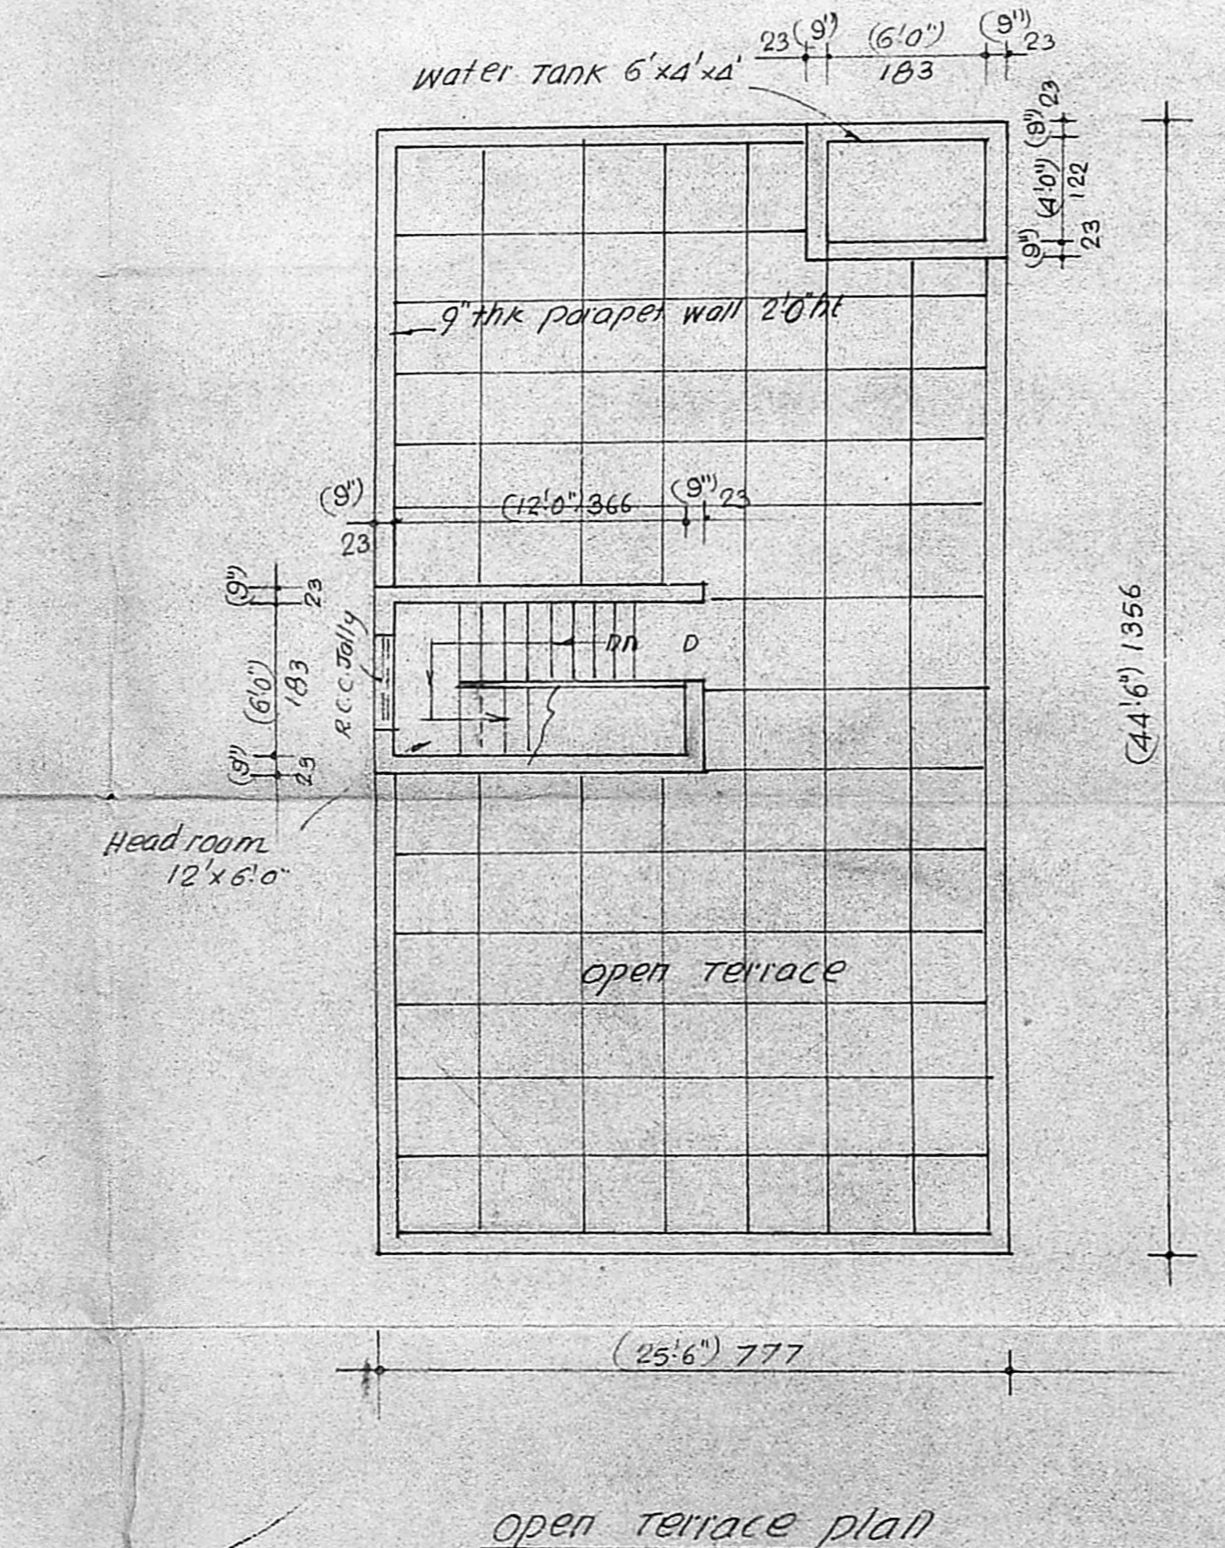 23 (9") (6'0") (9") 23
183
Water Tank 6'x4'x4'
(9") 23
(4'0") 122
(9") 23
9" thk parapet wall 2'0" ht
(9")
23
(12'0") 366
(9") 23
(9") 23
(6'0") 183
(9") 23
R.C.C. Jally
Dn D
(44'6") 1356
Head room
12'x6'0"
open Terrace
(25'6") 777
open Terrace plan